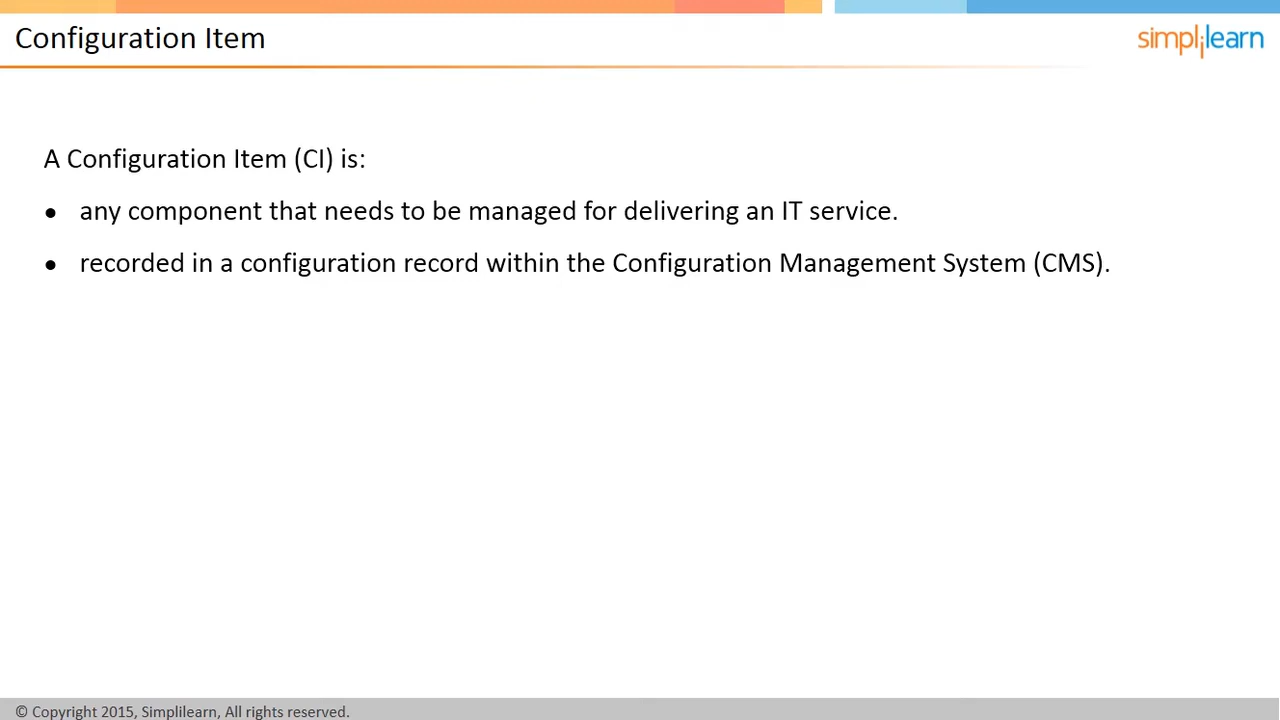 Configuration Item
simplilearn
A Configuration Item (CI) is:
● any component that needs to be managed for delivering an IT service.
● recorded in a configuration record within the Configuration Management System (CMS).
© Copyright 2015, Simplilearn, All rights reserved.